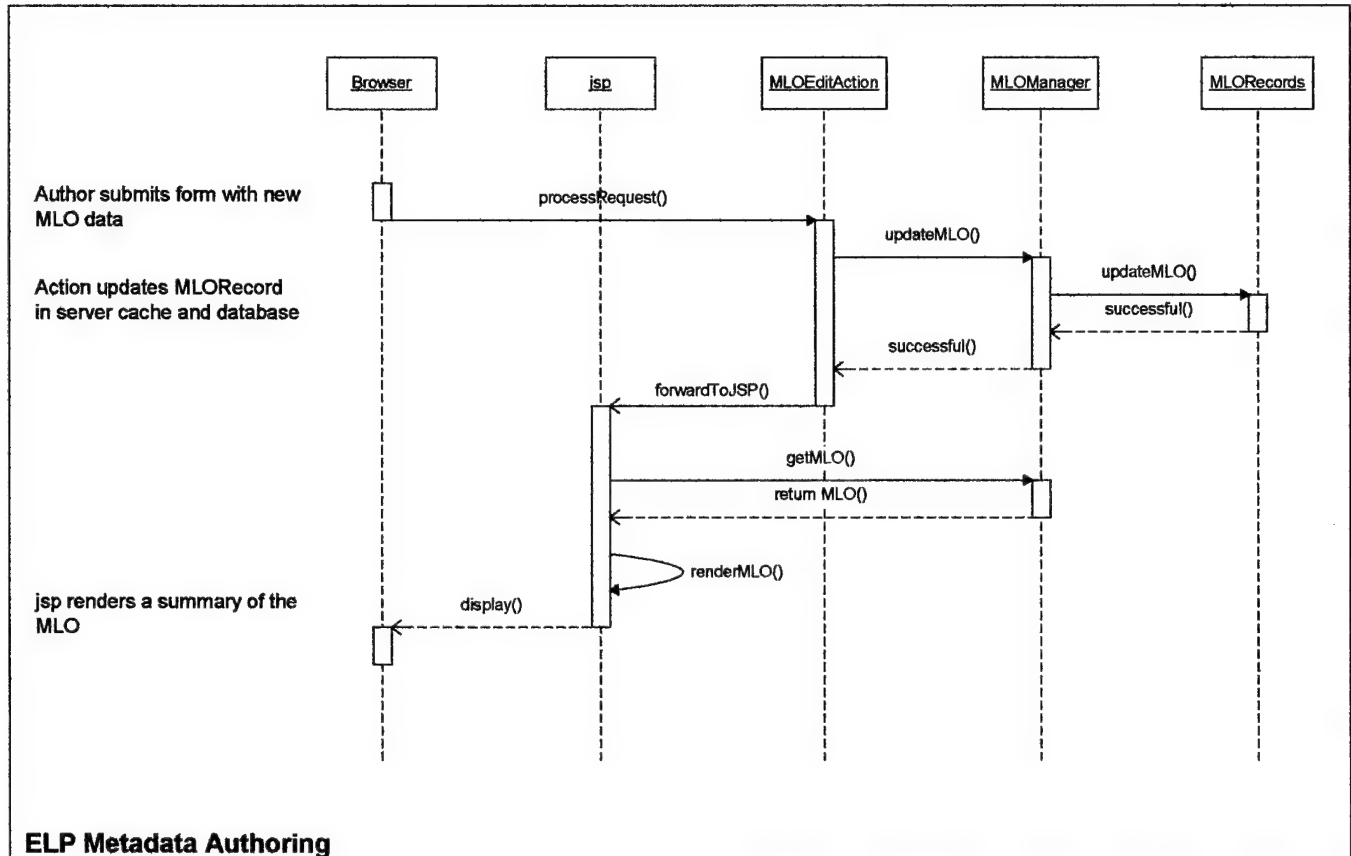 Browser
jsp
MLOEditAction
MLOManager
MLORecords
Author submits form with new
MLO data
processRequest()
updateMLO()
Action updates MLORecord
in server cache and database
updateMLO()
successful()
successful()
forwardToJSP()
getMLO()
return MLO()
renderMLO()
jsp renders a summary of the
MLO
display()
ELP Metadata Authoring